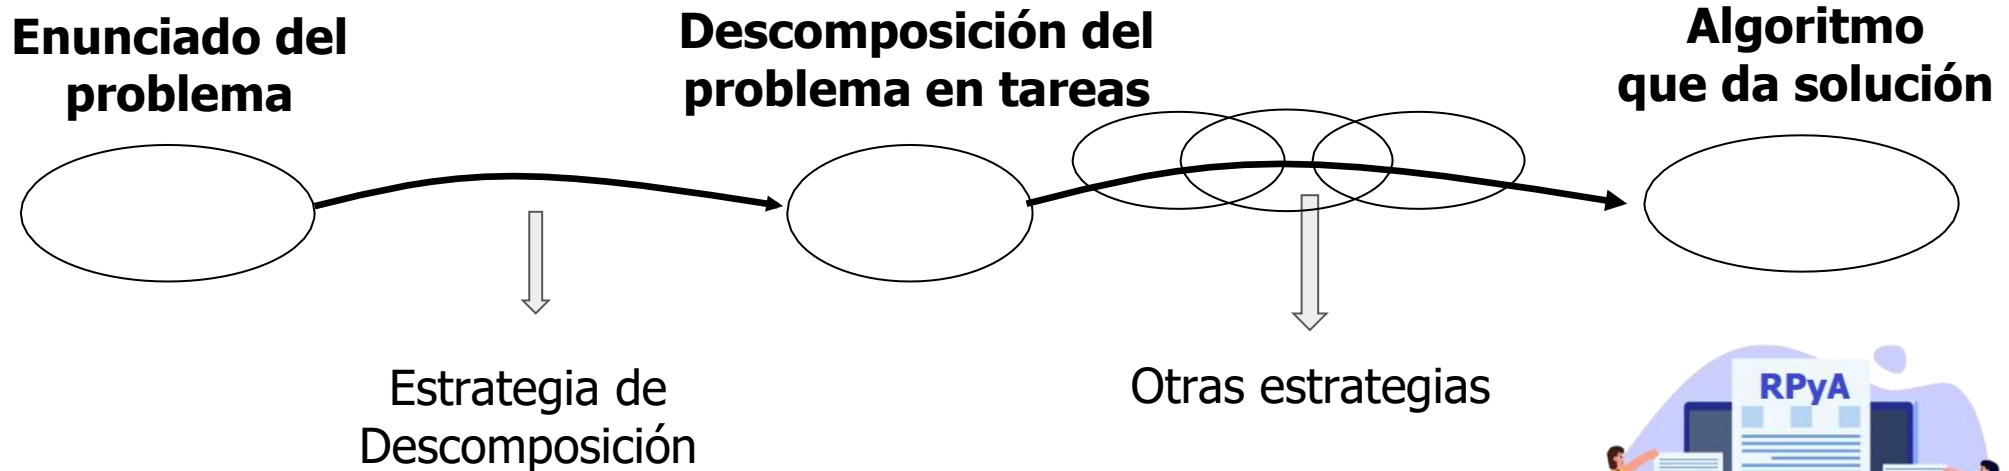 Enunciado del
problema
Descomposición del
problema en tareas
Algoritmo
que da solución
Estrategia de
Descomposición
Otras estrategias
RPyA